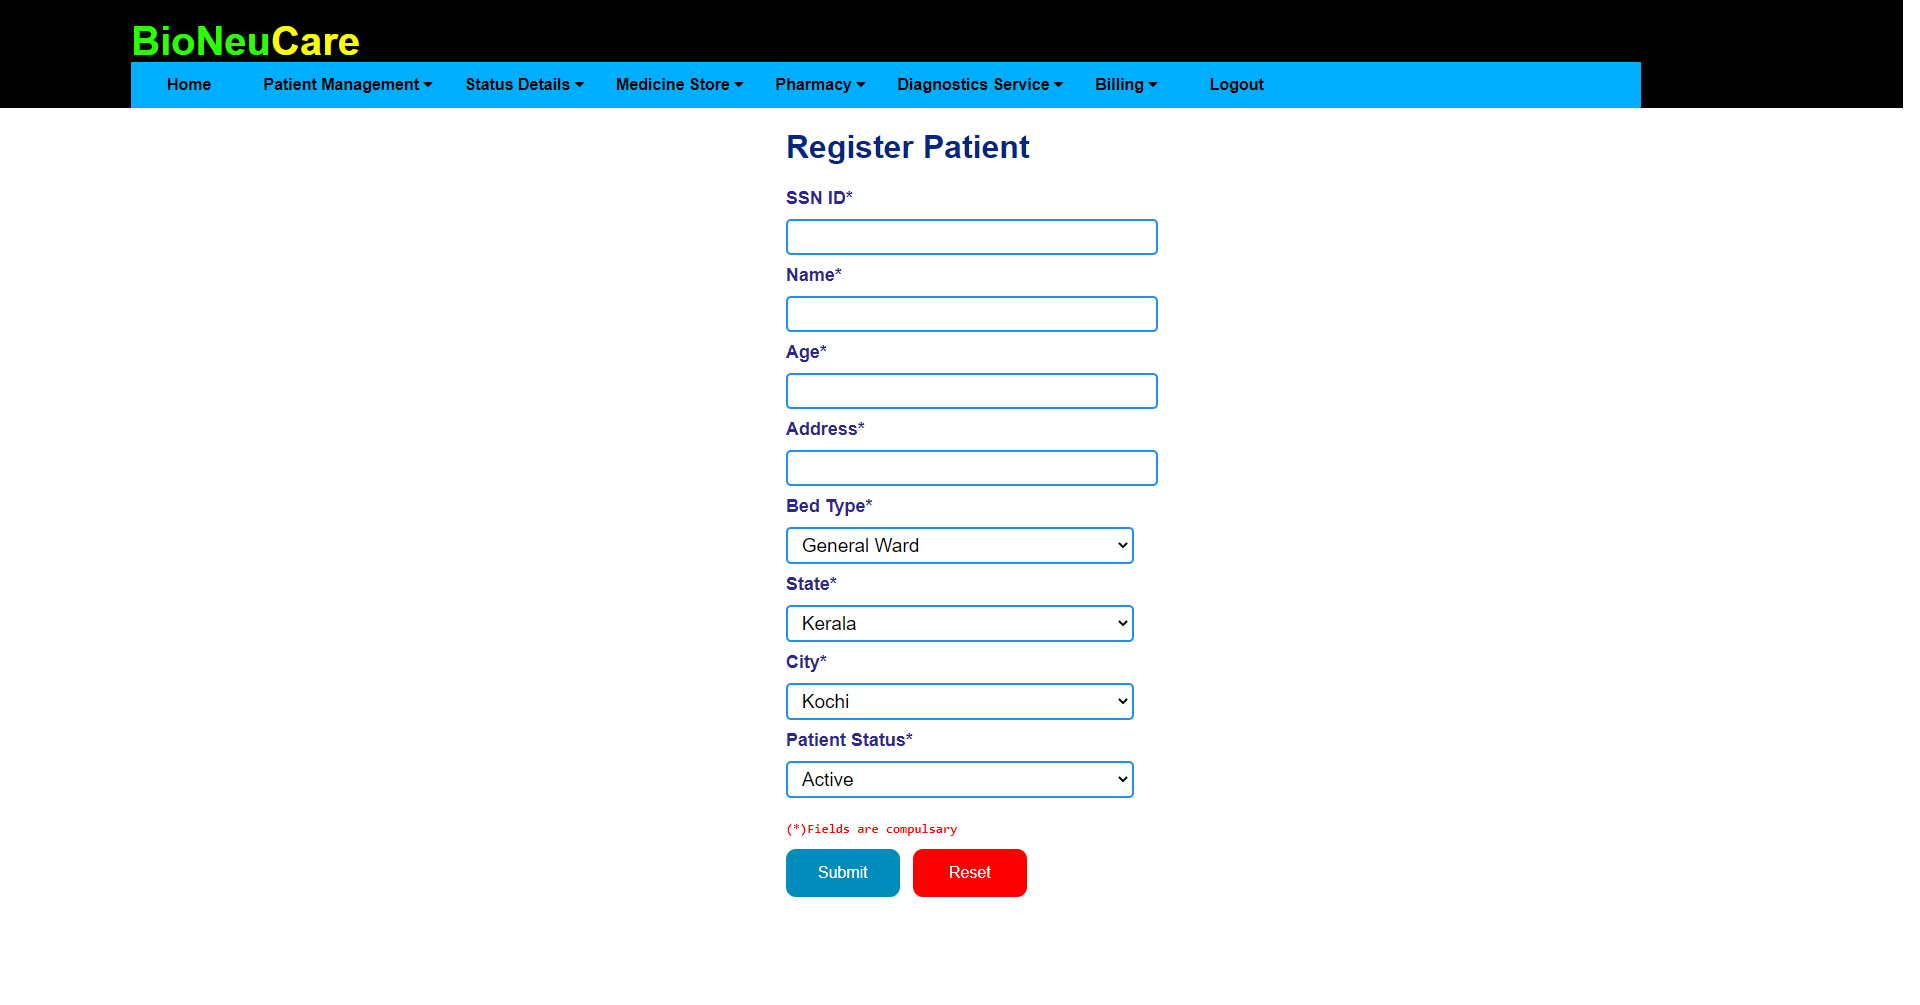 BioNeuCare
Home Patient Management Status Details Medicine Store Pharmacy Diagnostics Service Billing Logout
Register Patient
SSN ID*
Name*
Age*
Address*
Bed Type*
General Ward
State*
Kerala
City*
Kochi
Patient Status*
Active
(*)Fields are compulsary
Submit Reset